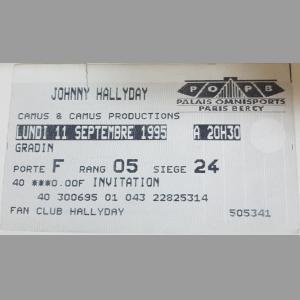 JOHNNY HALLYDAY
P O P B
PALAIS OMNISPORTS
PARIS BERCY
CAMUS & CAMUS PRODUCTIONS
LUNDI 11 SEPTEMBRE 1995 A 20H30
GRADIN
PORTE F RANG 05 SIEGE 24
40 ***0.00F INVITATION
40 300695 01 043 22825314
FAN CLUB HALLYDAY 505341